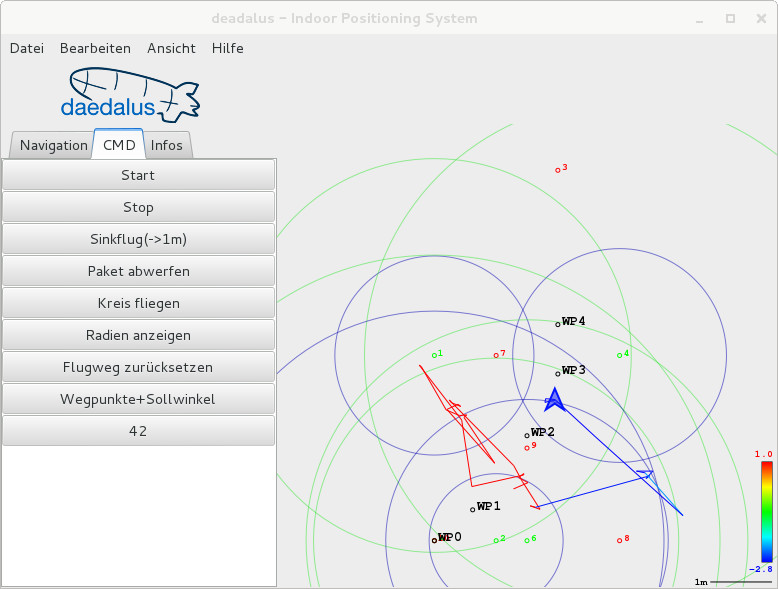 deadalus - Indoor Positioning System
Datei Bearbeiten Ansicht Hilfe
daedalus
Navigation CMD Infos
Start
Stop
Sinkflug(->1m)
Paket abwerfen
Kreis fliegen
Radien anzeigen
Flugweg zurücksetzen
Wegpunkte+Sollwinkel
42
3
WP4
1
7
4
WP3
WP2
9
WP1
WP0
2
6
8
1.0
-2.8
1m